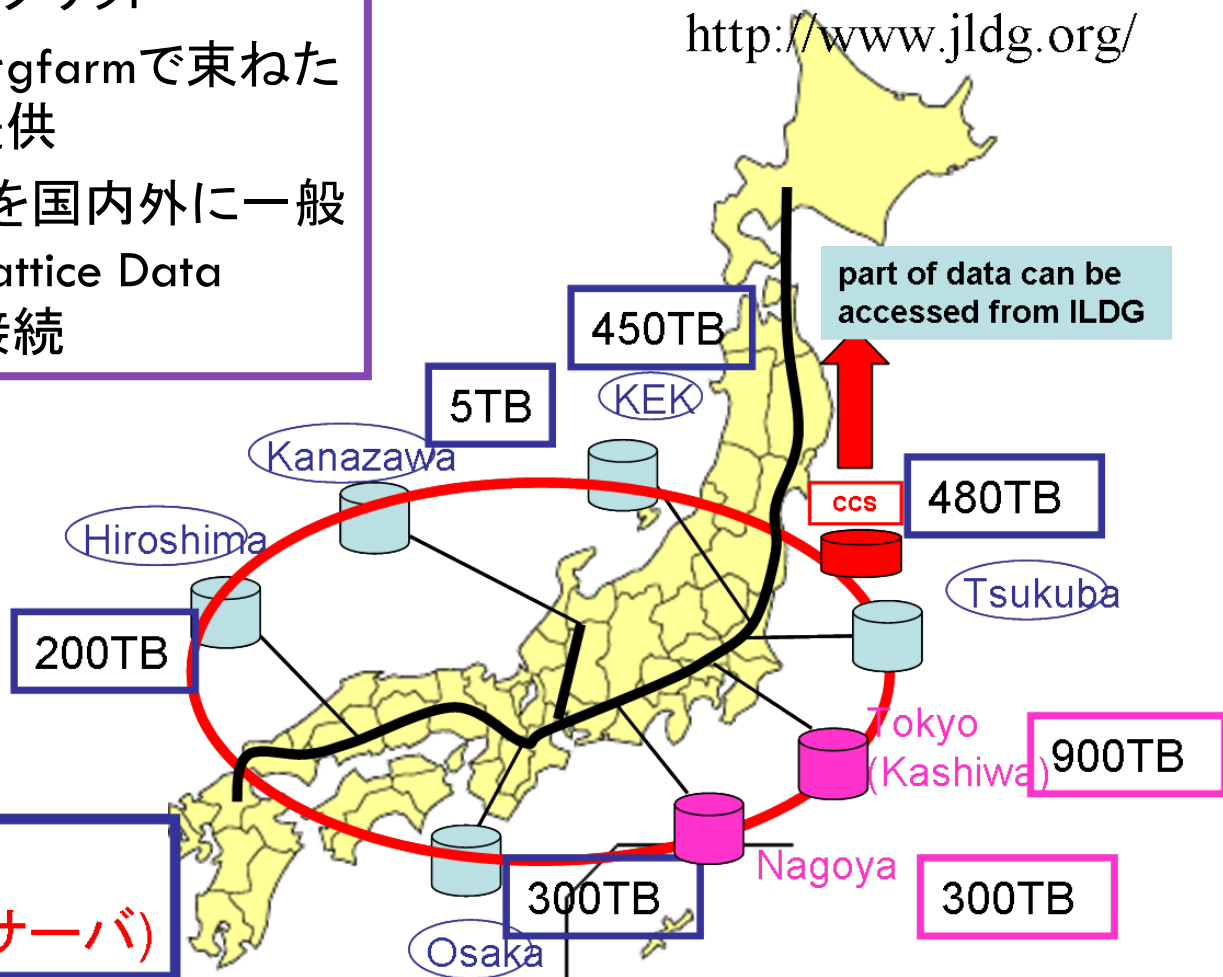 http://www.jldg.org/
rgfarmで束ねた
供
を国内外に一般
attice Data
接続
part of data can be
accessed from ILDG
450TB
KEK
5TB
Kanazawa
ccs
480TB
Hiroshima
Tsukuba
200TB
Tokyo
(Kashiwa)
900TB
Nagoya
300TB
300TB
サーバ)
Osaka